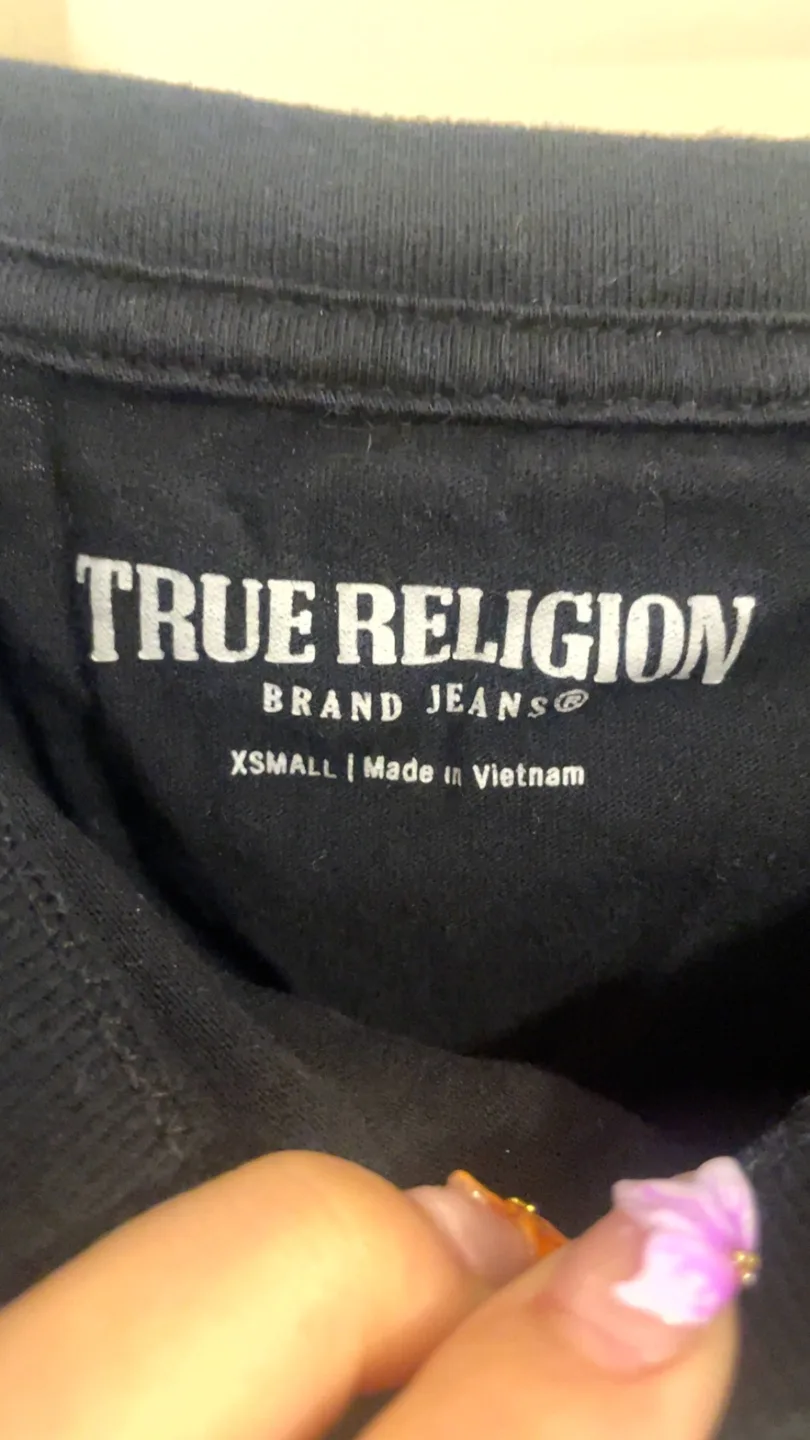 TRUE RELIGION
BRAND JEANS®
XSMALL | Made in Vietnam